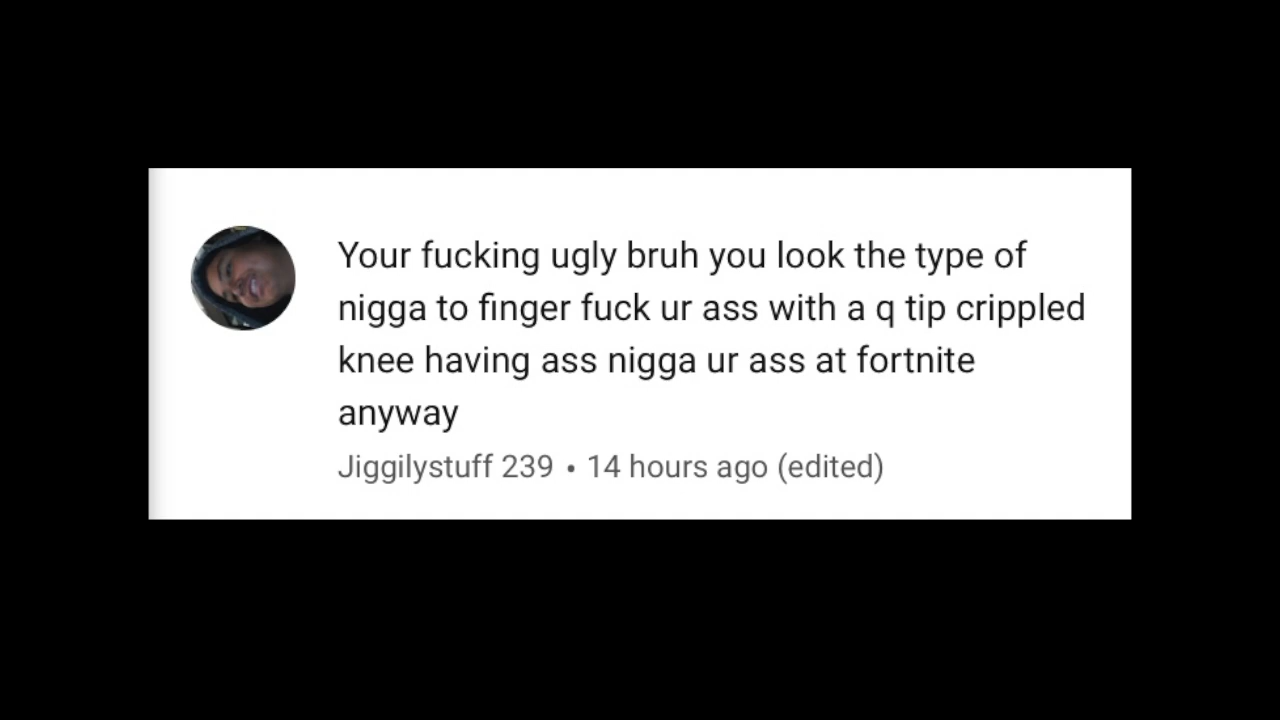 Your fucking ugly bruh you look the type of
nigga to finger fuck ur ass with a q tip crippled
knee having ass nigga ur ass at fortnite
anyway
Jiggilystuff 239 • 14 hours ago (edited)